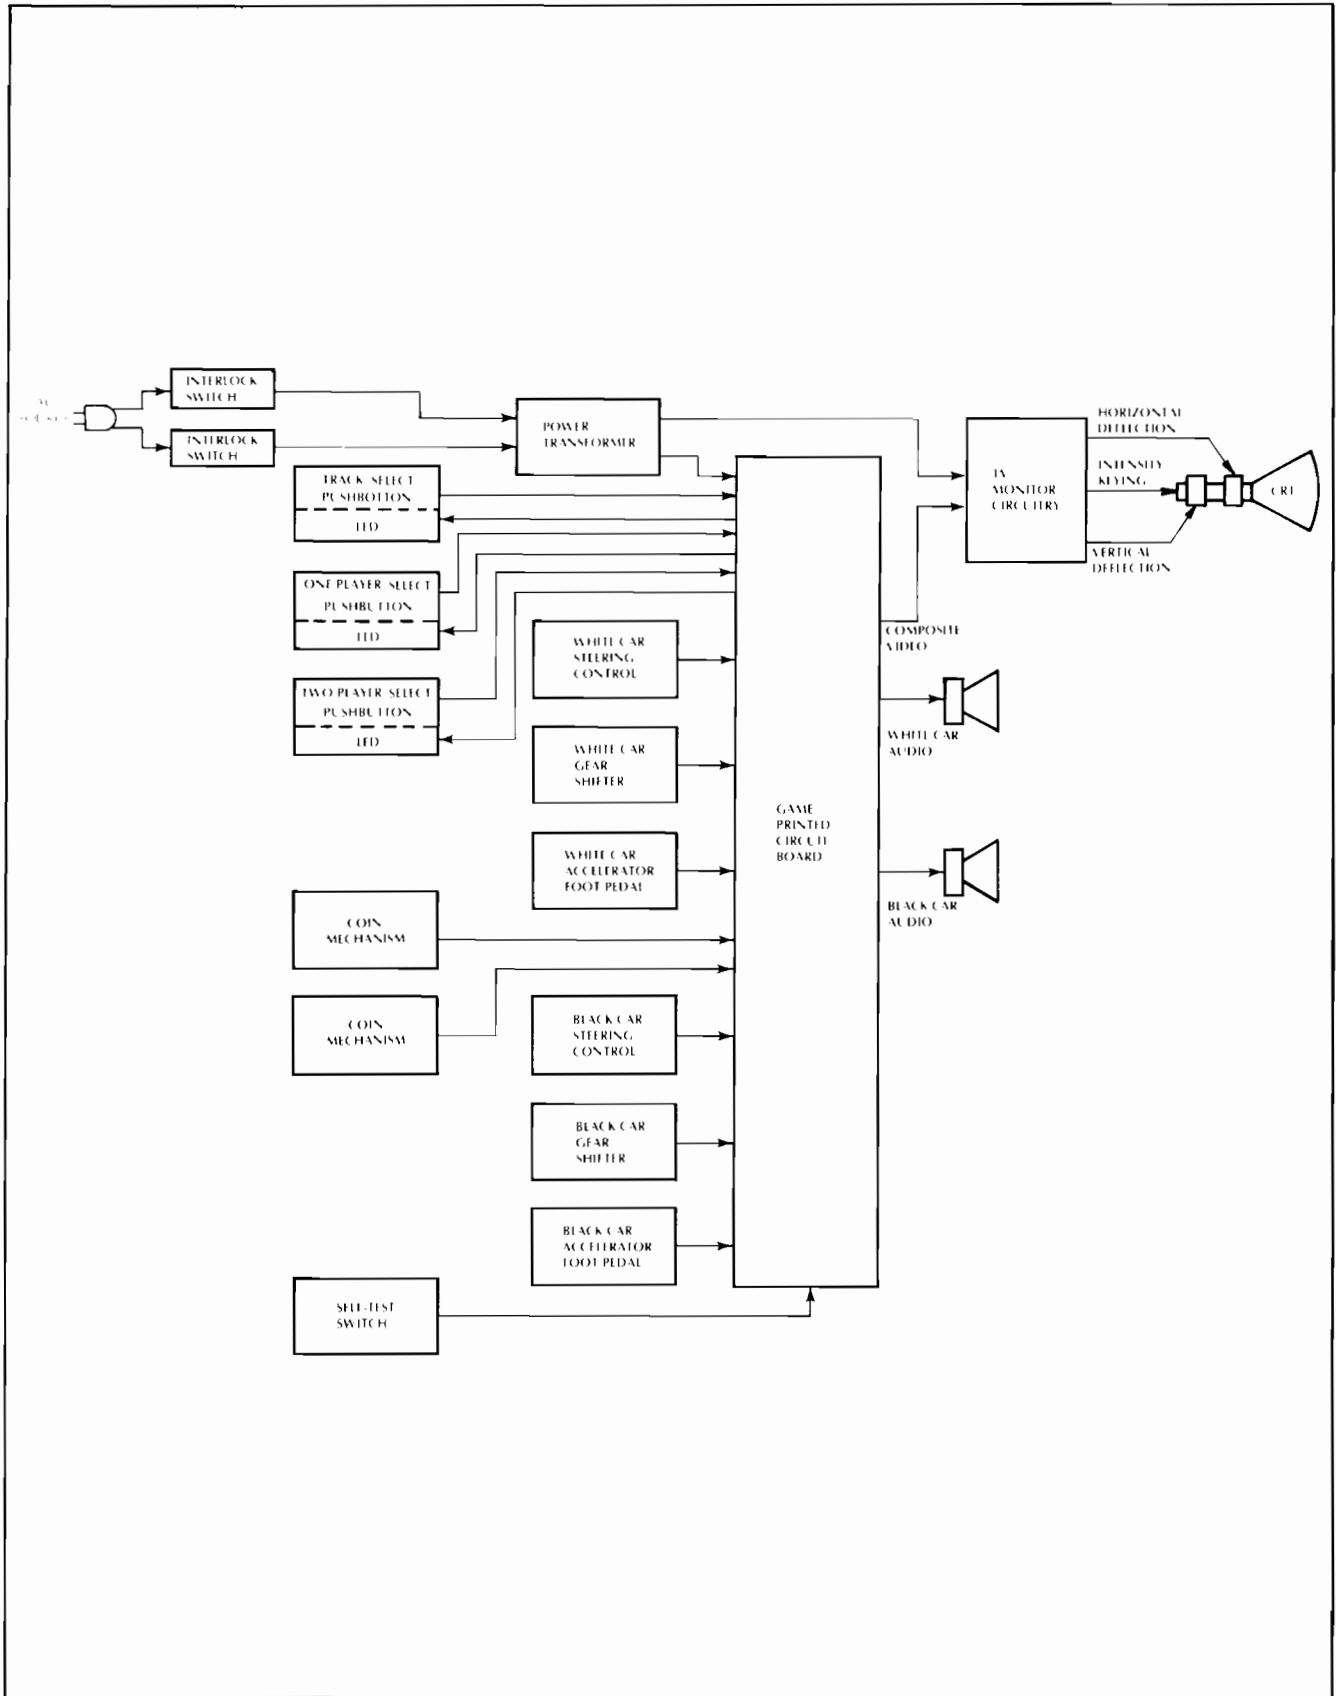 INTERLOCK
SWITCH
INTERLOCK
SWITCH
POWER
TRANSFORMER
TRACK SELECT
PUSHBUTTON
LED
ONE PLAYER SELECT
PUSHBUTTON
LED
TWO PLAYER SELECT
PUSHBUTTON
LED
WHITE CAR
STEERING
CONTROL
WHITE CAR
GEAR
SHIFTER
WHITE CAR
ACCELERATOR
FOOT PEDAL
COIN
MECHANISM
COIN
MECHANISM
BLACK CAR
STEERING
CONTROL
BLACK CAR
GEAR
SHIFTER
BLACK CAR
ACCELERATOR
FOOT PEDAL
SELF-TEST
SWITCH
GAME
PRINTED
CIRCUIT
BOARD
TV
MONITOR
CIRCUITRY
HORIZONTAL
DEFLECTION
INTENSITY
KEYING
VERTICAL
DEFLECTION
CRT
COMPOSITE
VIDEO
WHITE CAR
AUDIO
BLACK CAR
AUDIO